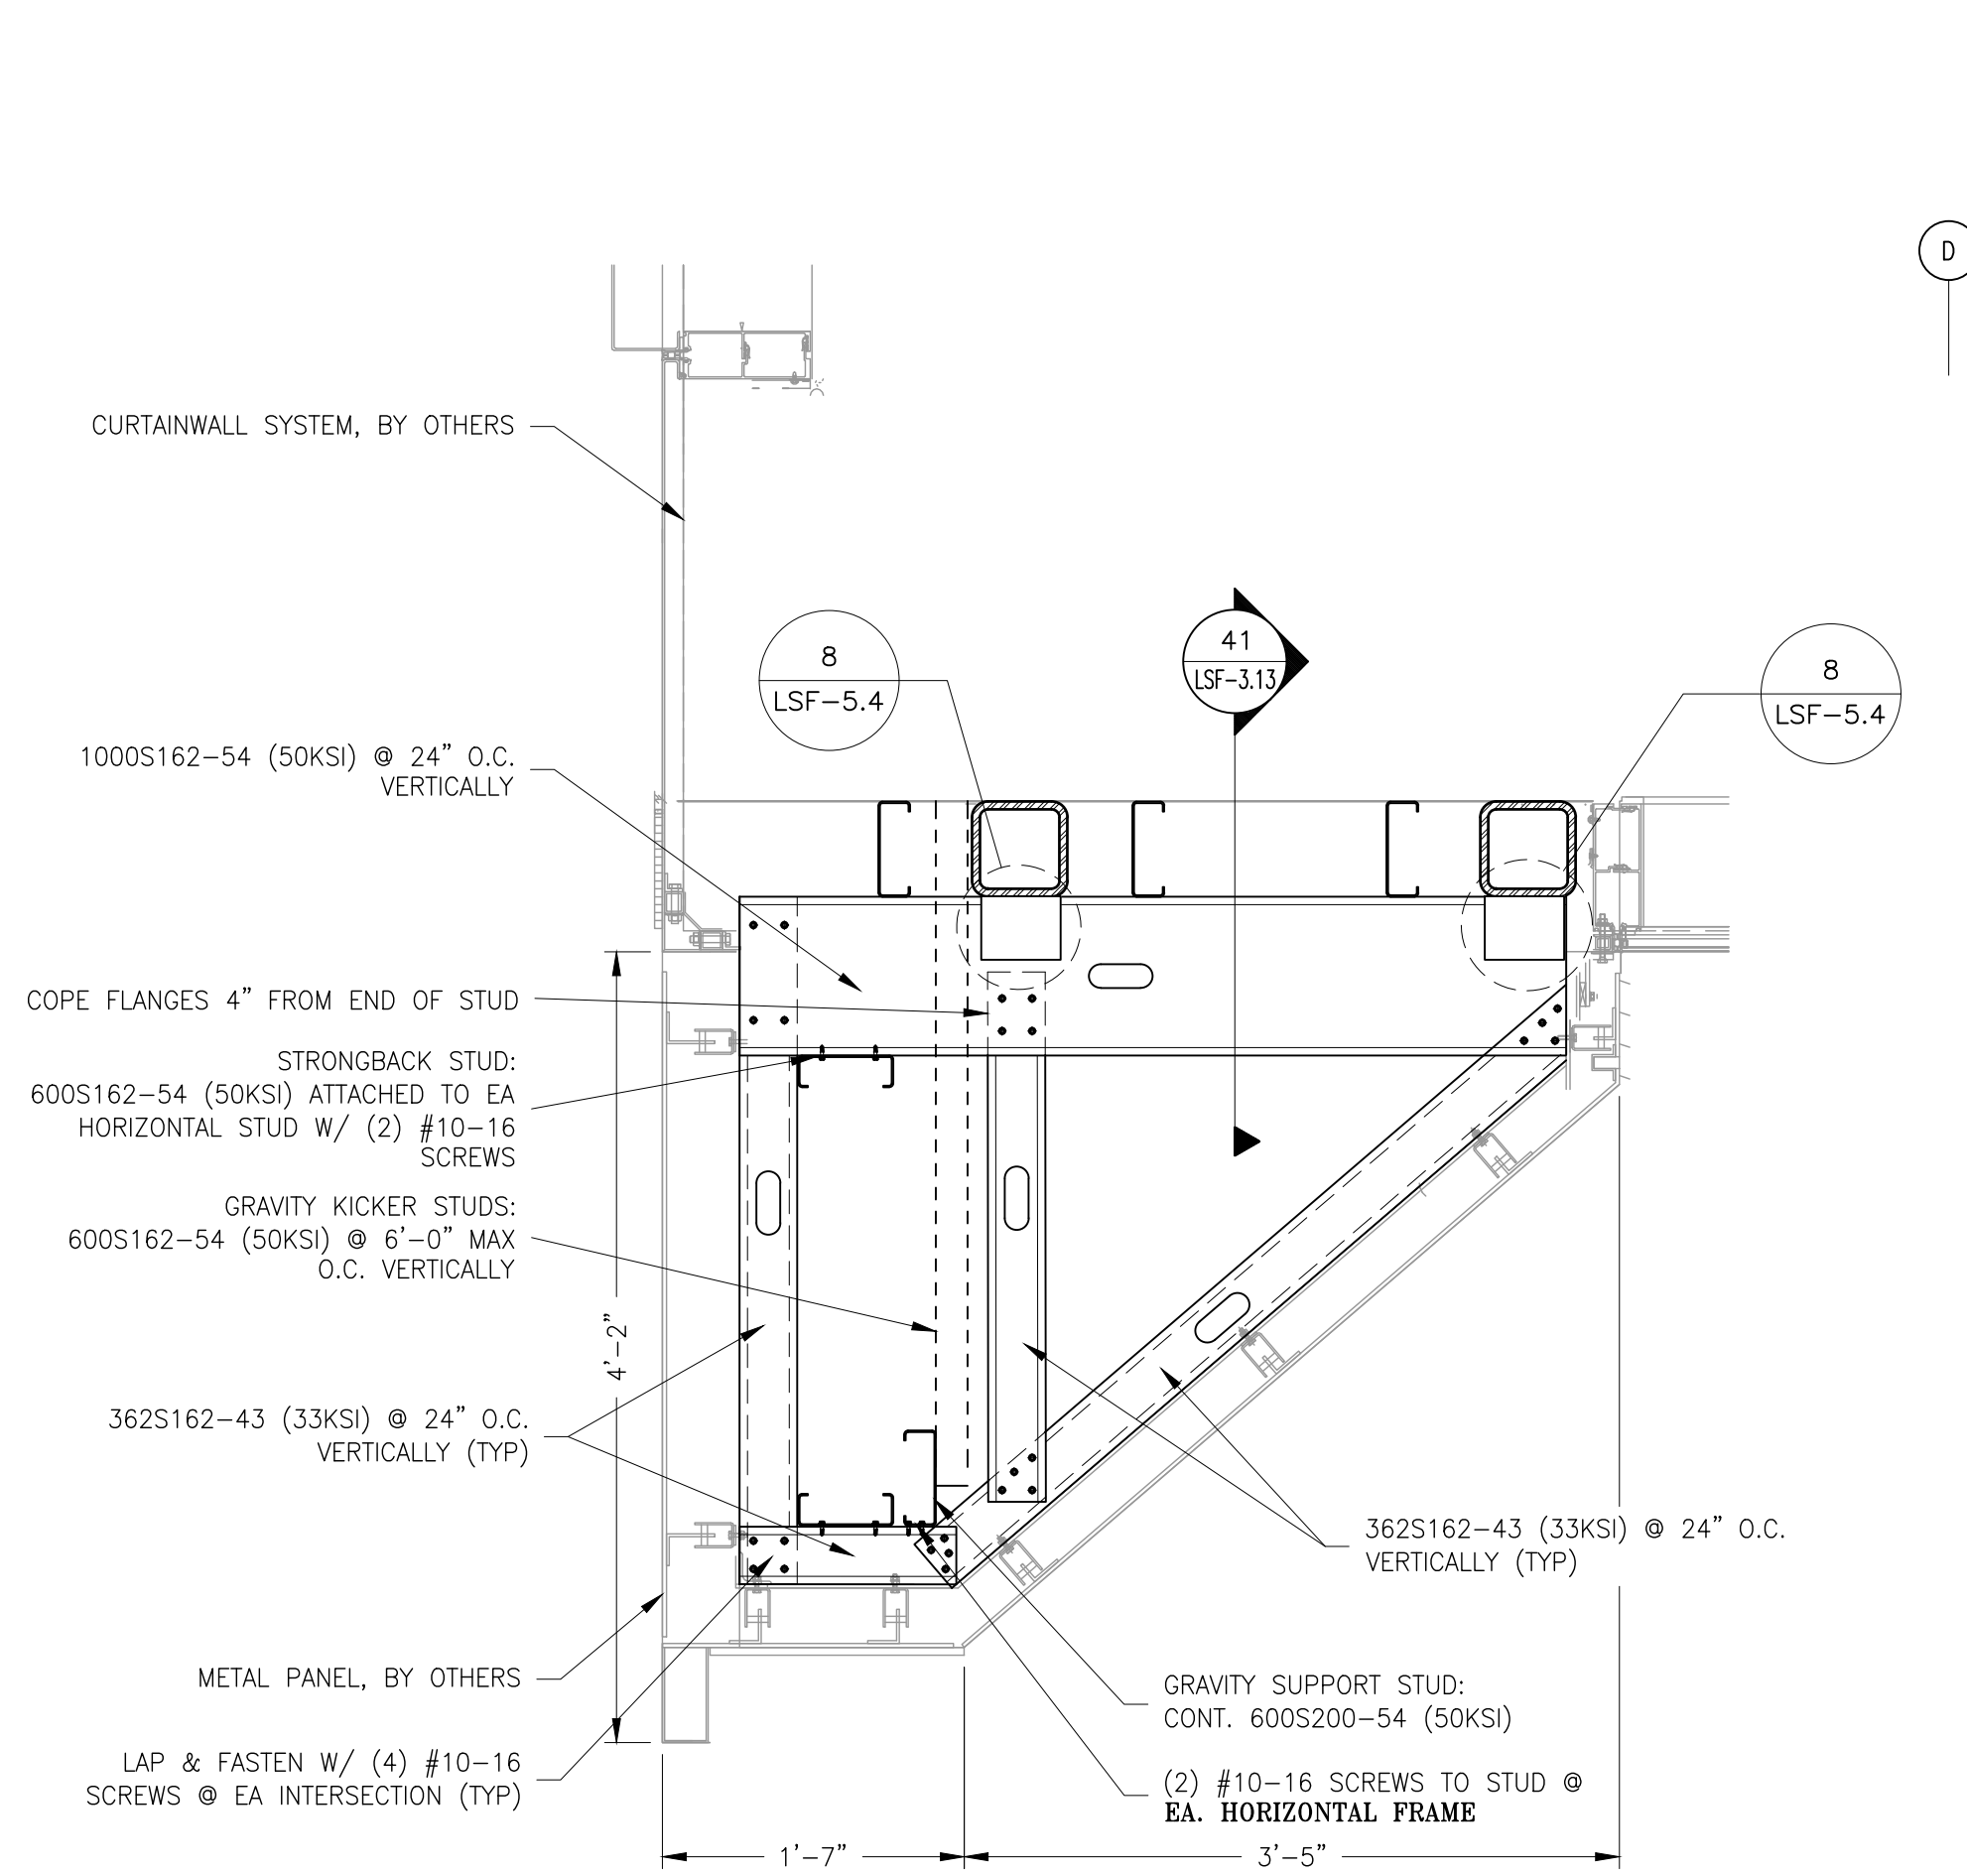 D
CURTAINWALL SYSTEM, BY OTHERS
8
LSF-5.4
41
LSF-3.13
8
LSF-5.4
1000S162-54 (50KSI) @ 24" O.C.
VERTICALLY
COPE FLANGES 4" FROM END OF STUD
STRONGBACK STUD:
600S162-54 (50KSI) ATTACHED TO EA
HORIZONTAL STUD W/ (2) #10-16
SCREWS
GRAVITY KICKER STUDS:
600S162-54 (50KSI) @ 6'-0" MAX
O.C. VERTICALLY
4'-2"
362S162-43 (33KSI) @ 24" O.C.
VERTICALLY (TYP)
362S162-43 (33KSI) @ 24" O.C.
VERTICALLY (TYP)
METAL PANEL, BY OTHERS
LAP & FASTEN W/ (4) #10-16
SCREWS @ EA INTERSECTION (TYP)
GRAVITY SUPPORT STUD:
CONT. 600S200-54 (50KSI)
(2) #10-16 SCREWS TO STUD @
EA. HORIZONTAL FRAME
1'-7"
3'-5"